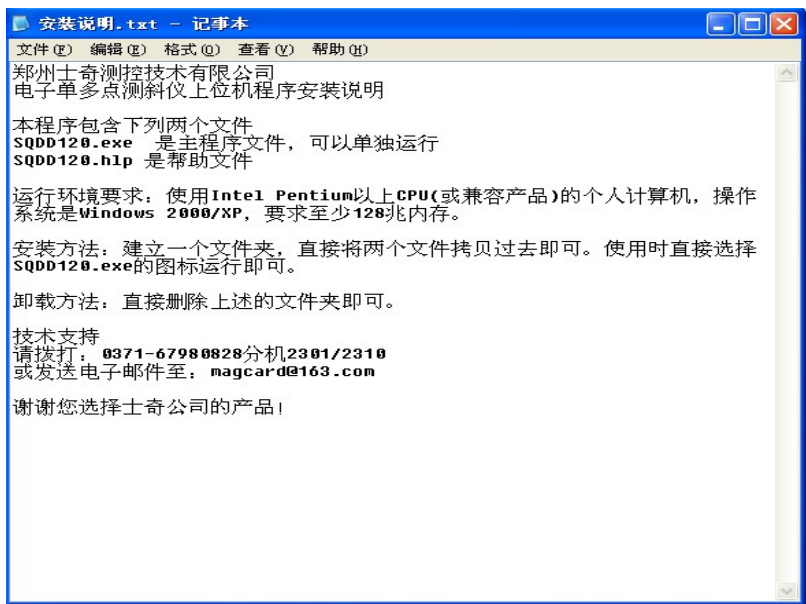 安装说明.txt - 记事本
文件(F) 编辑(E) 格式(O) 查看(V) 帮助(H)
郑州士奇测控技术有限公司
电子单多点测斜仪上位机程序安装说明
本程序包含下列两个文件
SQDD120.exe 是主程序文件，可以单独运行
SQDD120.hlp 是帮助文件
运行环境要求：使用Intel Pentium以上CPU(或兼容产品)的个人计算机，操作
系统是Windows 2000/XP，要求至少128兆内存。
安装方法：建立一个文件夹，直接将两个文件拷贝过去即可。使用时直接选择
SQDD120.exe的图标运行即可。
卸载方法：直接删除上述的文件夹即可。
技术支持
请拨打：0371-67980828分机2301/2310
或发送电子邮件至：magcard@163.com
谢谢您选择士奇公司的产品！